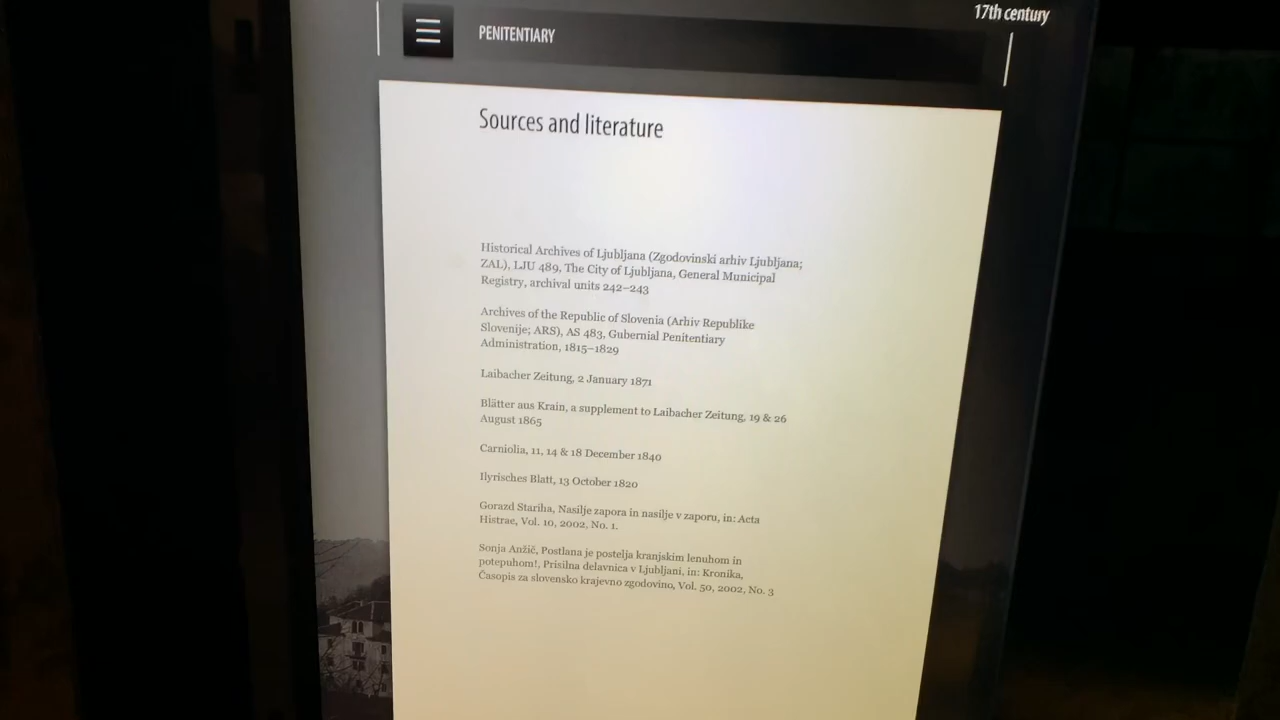 17th century
PENITENTIARY
Sources and literature
Historical Archives of Ljubljana (Zgodovinski arhiv Ljubljana;
ZAL), LJU 489, The City of Ljubljana, General Municipal
Registry, archival units 242–243
Archives of the Republic of Slovenia (Arhiv Republike
Slovenije; ARS), AS 483, Gubernial Penitentiary
Administration, 1815–1829
Laibacher Zeitung, 2 January 1871
Blätter aus Krain, a supplement to Laibacher Zeitung, 19 & 26
August 1865
Carniolia, 11, 14 & 18 December 1840
Ilyrisches Blatt, 13 October 1820
Gorazd Stariha, Nasilje zapora in nasilje v zaporu, in: Acta
Histrae, Vol. 10, 2002, No. 1.
Sonja Anžič, Postlana je postelja kranjskim lenuhom in
potepuhom!, Prisilna delavnica v Ljubljani, in: Kronika,
Časopis za slovensko krajevno zgodovino, Vol. 50, 2002, No. 3